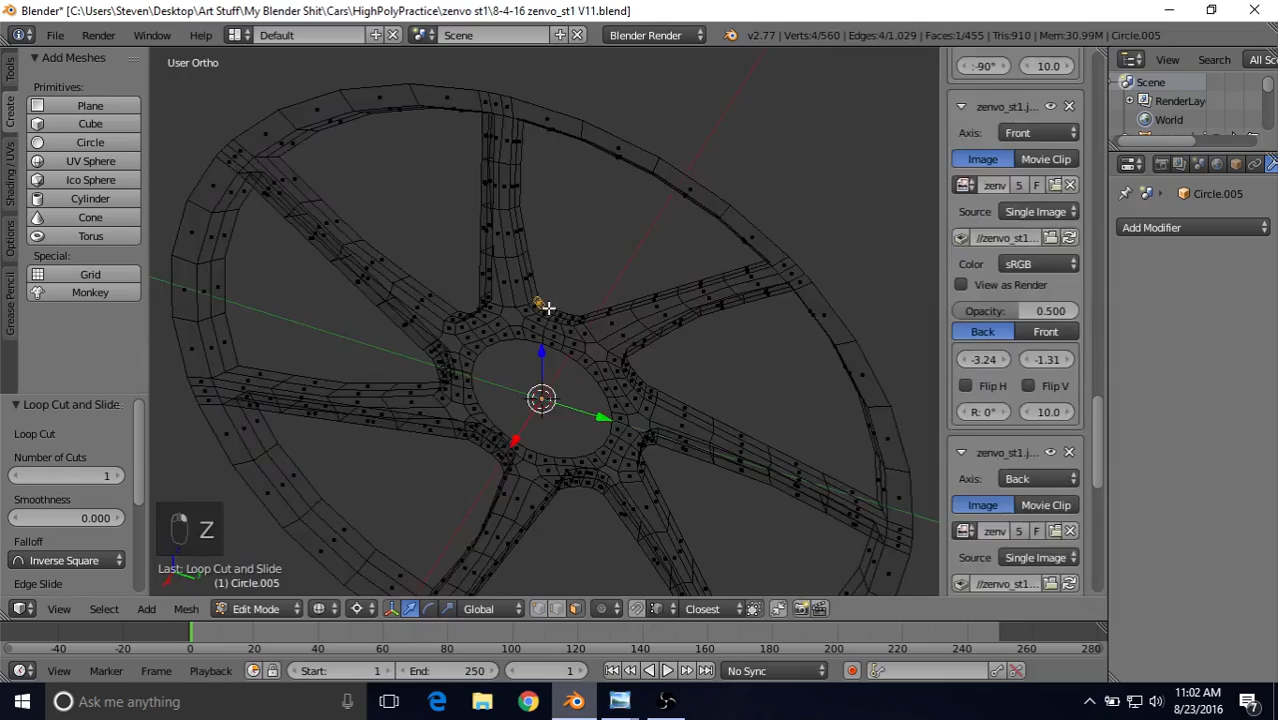 Blender* [C:\Users\Steven\Desktop\Art Stuff\My Blender Shit\Cars\HighPolyPractice\zenvo st1\8-4-16 zenvo_st1 V11.blend]
File Render Window Help Default Scene Blender Render v2.77 | Verts:4/560 | Edges:4/1,029 | Faces:1/455 | Tris:910 | Mem:30.99M | Circle.005 View Search All Sc
Tools
Create
Shading / UVs
Options
Grease Pencil
Add Meshes
Primitives:
Plane
Cube
Circle
UV Sphere
Ico Sphere
Cylinder
Cone
Torus
Special:
Grid
Monkey
Loop Cut and Slide
Loop Cut
Number of Cuts
1
Smoothness
0.000
Falloff
Inverse Square
Edge Slide
User Ortho
Z
Last: Loop Cut and Slide
(1) Circle.005
:-90° 10.0
zenvo_st1.j...
Axis: Front
Image Movie Clip
zenv 5 F
Source Single Image
//zenvo_st1...
Color sRGB
View as Render
Opacity: 0.500
Back Front
-3.24 -1.31
Flip H Flip V
R: 0° 10.0
zenvo_st1.j...
Axis: Back
Image Movie Clip
zenv 5 F
Source: Single Image
//zenvo_st1...
Scene
RenderLay
World
Circle.005
Add Modifier
View Select Add Mesh Edit Mode Global Closest
-40 -20 0 20 40 60 80 100 120 140 160 180 200 220 240 260 280
View Marker Frame Playback Start: 1 End: 250 1 No Sync
Ask me anything
11:02 AM
8/23/2016
7